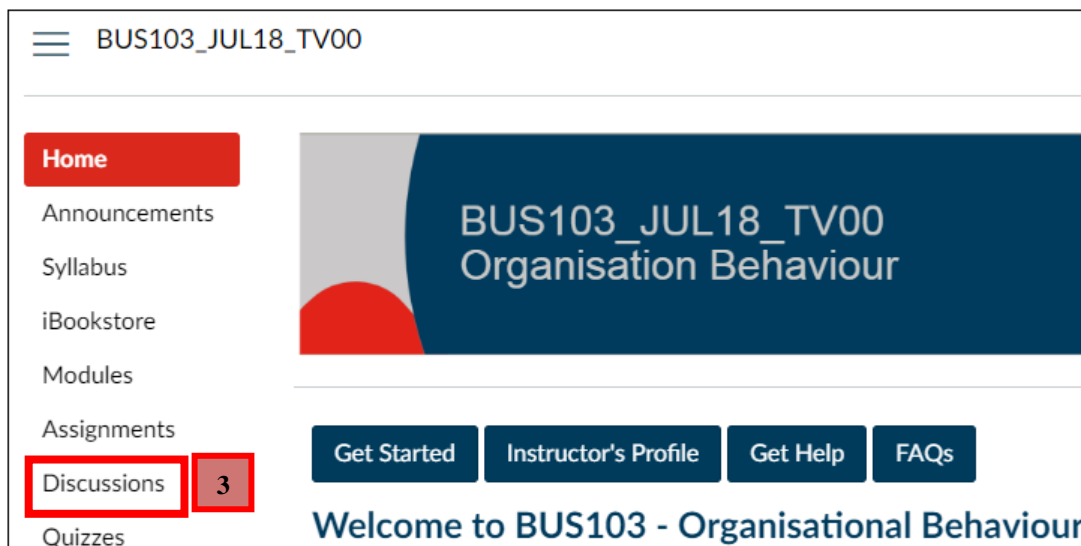 BUS103_JUL18_TV00
Home
Announcements
Syllabus
iBookstore
Modules
Assignments
Discussions 3
Quizzes
BUS103_JUL18_TV00
Organisation Behaviour
Get Started Instructor's Profile Get Help FAQs
Welcome to BUS103 - Organisational Behaviour